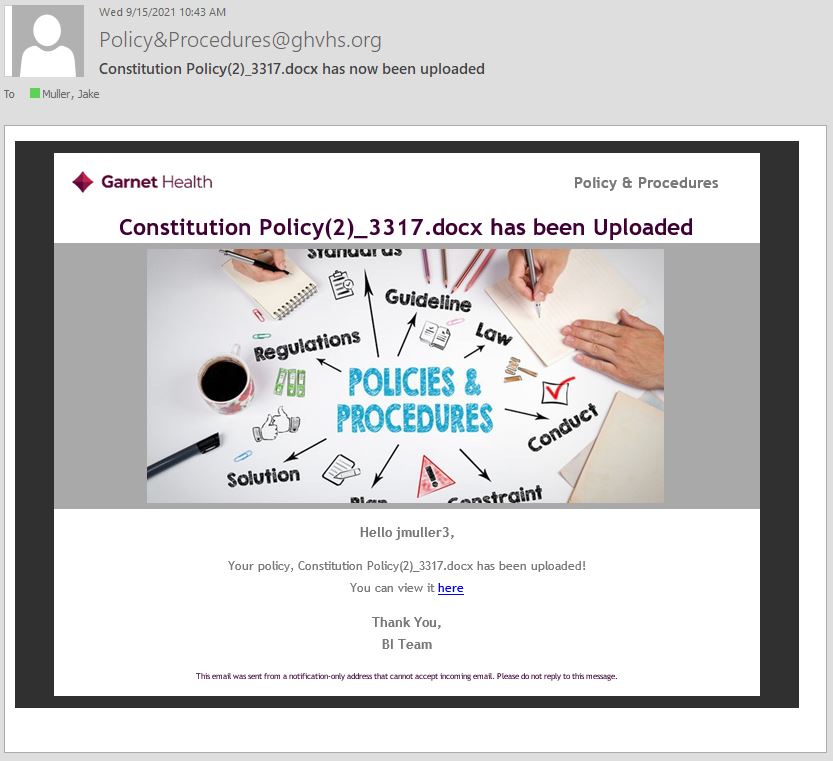 Wed 9/15/2021 10:43 AM
Policy&Procedures@ghvhs.org
Constitution Policy(2)_3317.docx has now been uploaded
To Muller, Jake
Garnet Health
Policy & Procedures
Constitution Policy(2)_3317.docx has been Uploaded
Standards
Guideline
Law
Regulations
POLICIES &
PROCEDURES
Conduct
Solution
Plan
Constraint
Hello jmuller3,
Your policy, Constitution Policy(2)_3317.docx has been uploaded!
You can view it here
Thank You,
BI Team
This email was sent from a notification-only address that cannot accept incoming email. Please do not reply to this message.